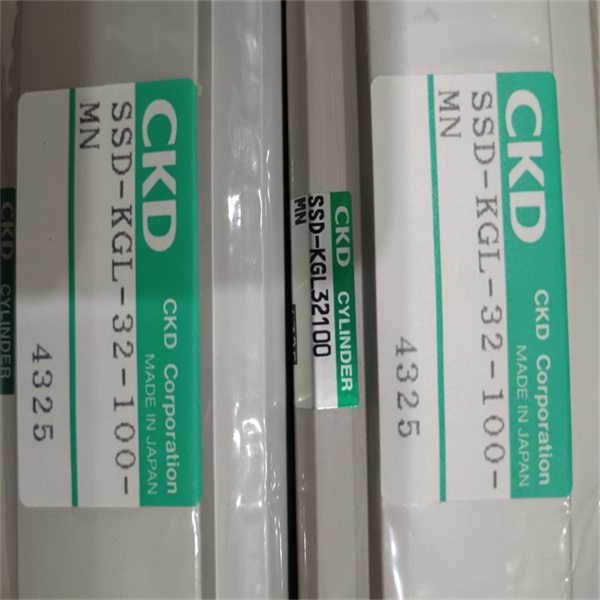 CKD
CKD Corporation
MADE IN JAPAN
SSD-KGL-32-100-
MN
4325
CKD CYLINDER
CKD CYLINDER
SSD-KGL32100
MN
CKD
CKD Corporation
MADE IN JAPAN
SSD-KGL-32-100-
MN
4325